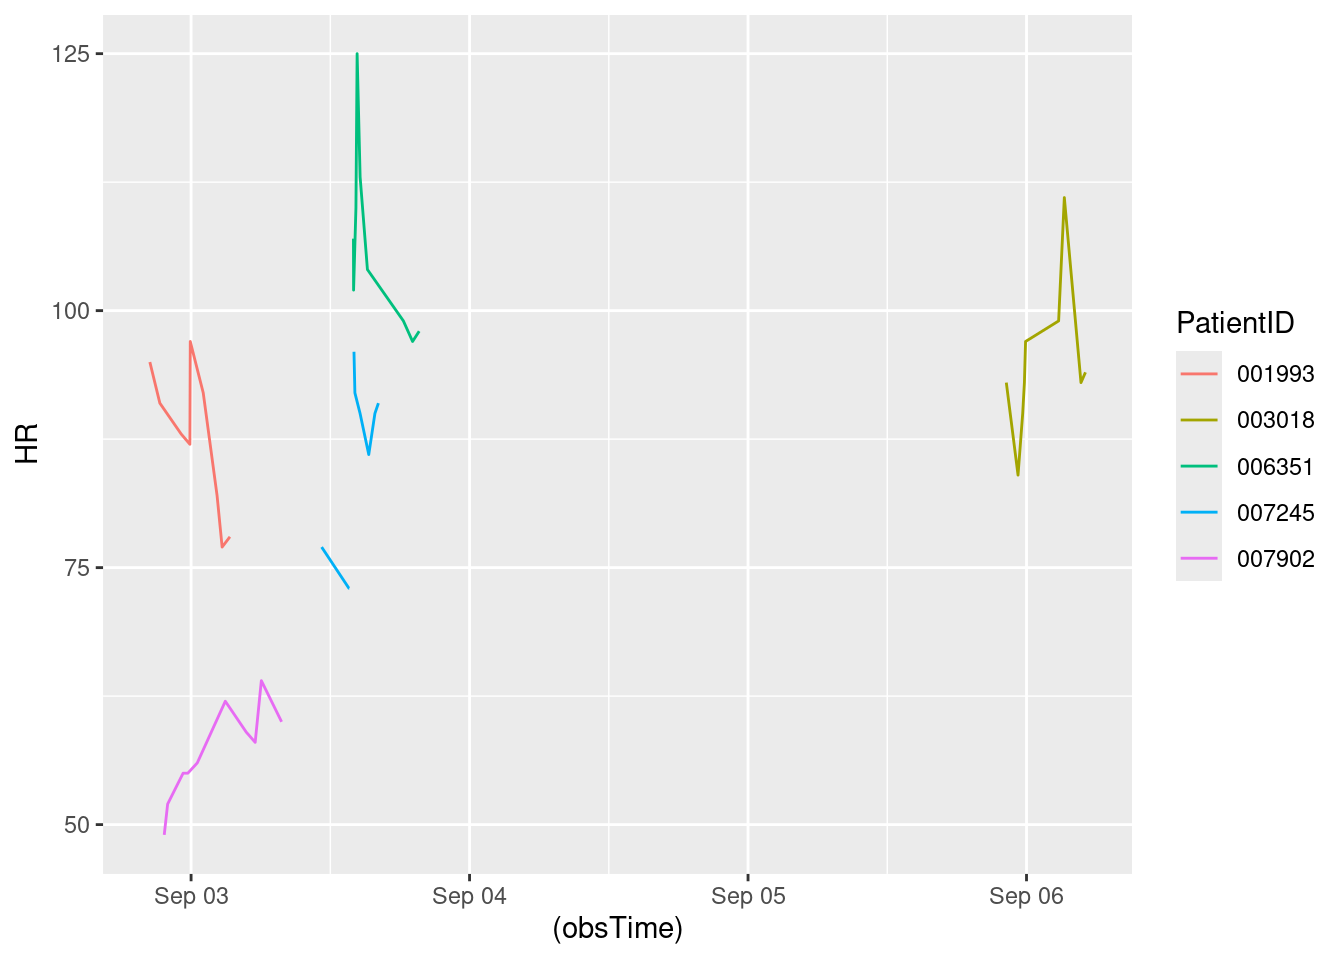 125
100
75
50
HR
Sep 03
Sep 04
Sep 05
Sep 06
(obsTime)
PatientID
001993
003018
006351
007245
007902